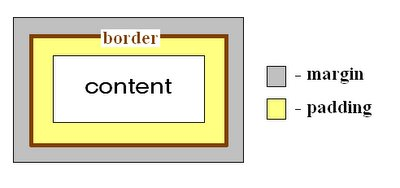 border
content
- margin
- padding